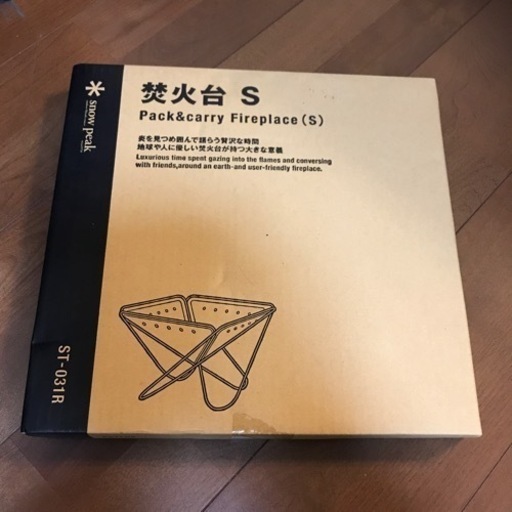 snow peak
焚火台 S
Pack&carry Fireplace(S)
炎を見つめ囲んで語らう贅沢な時間
地球や人に優しい焚火台が持つ大きな意義
Luxurious time spent gazing into the flames and conversing
with friends,around an earth-and user-friendly fireplace.
ST-031R